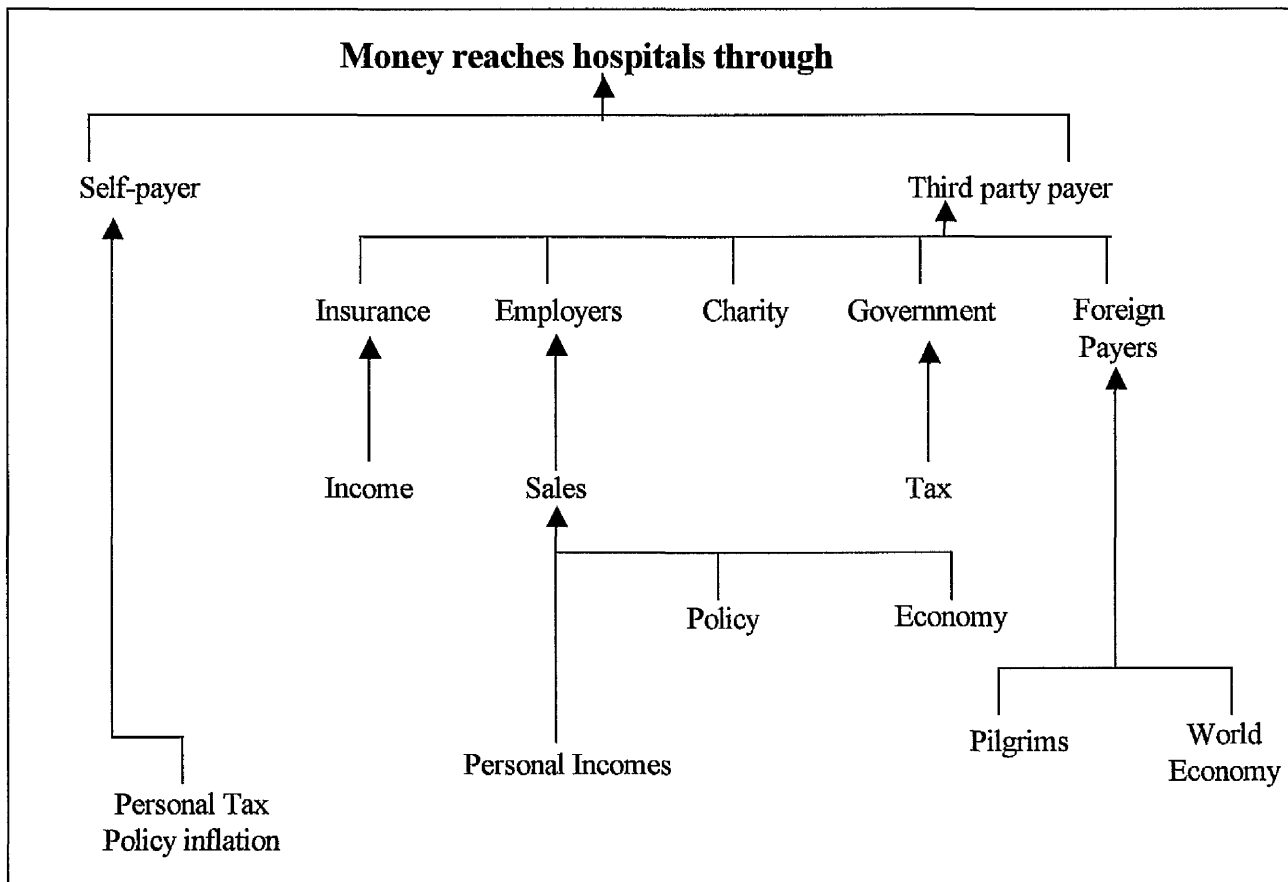 Money reaches hospitals through
Self-payer
Third party payer
Insurance
Employers
Charity
Government
Foreign
Payers
Income
Sales
Tax
Policy
Economy
Personal Incomes
Pilgrims
World
Economy
Personal Tax
Policy inflation